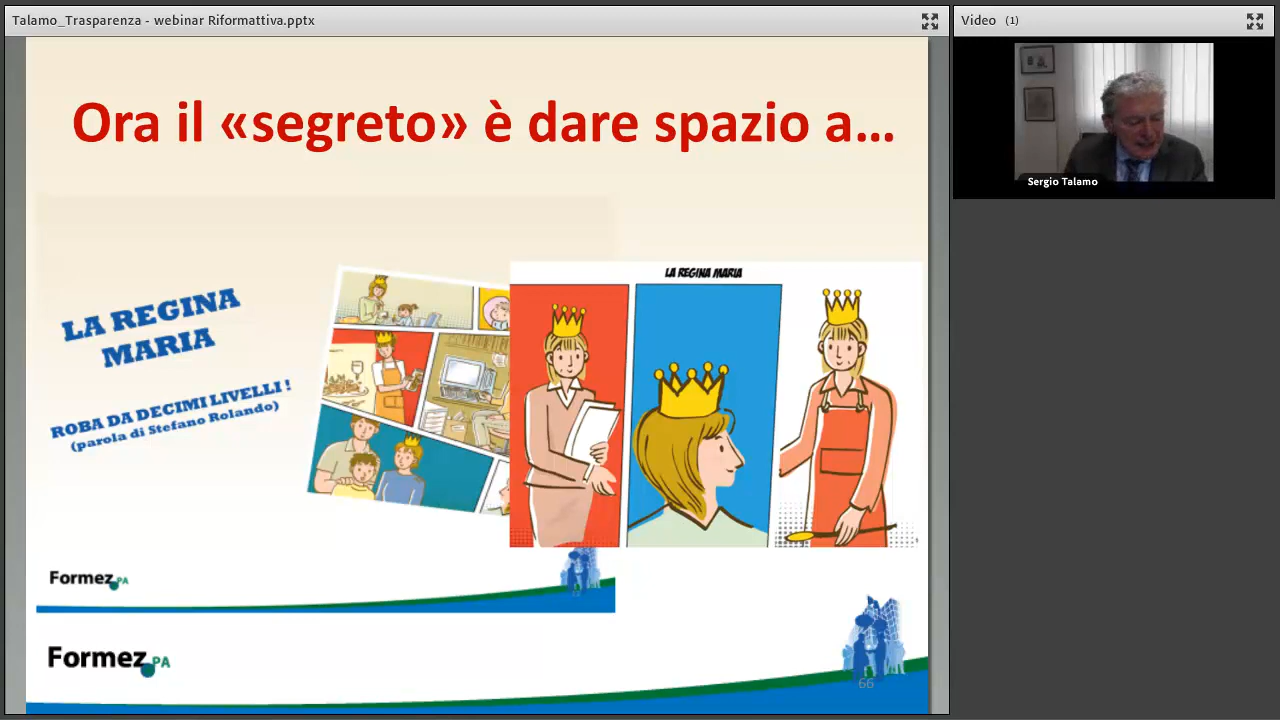 Talamo_Trasparenza - webinar Riformattiva.pptx
Video (1)
Sergio Talamo
Ora il «segreto» è dare spazio a...
LA REGINA MARIA
LA REGINA
MARIA
ROBA DA DECIMI LIVELLI !
(parola di Stefano Rolando)
Formez PA
Formez PA
66